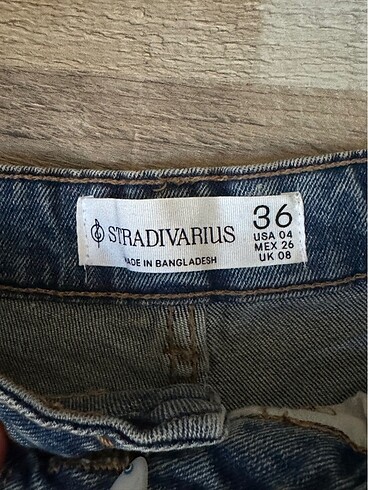 STRADIVARIUS
MADE IN BANGLADESH
36
USA 04
MEX 26
UK 08